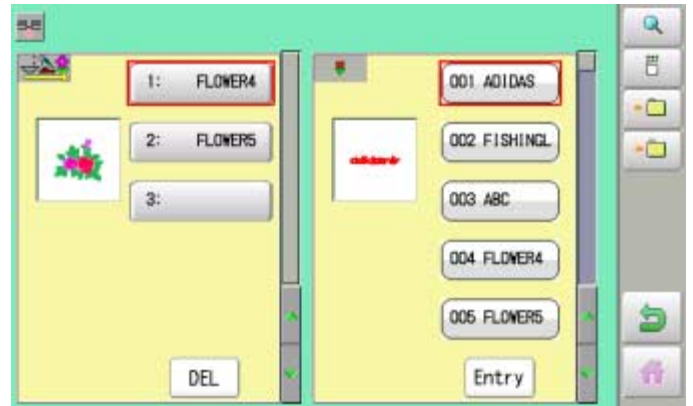 1: FLOWER4
2: FLOWER5
3:
DEL
001 ADIDAS
002 FISHINGL
003 ABC
004 FLOWER4
005 FLOWER5
Entry